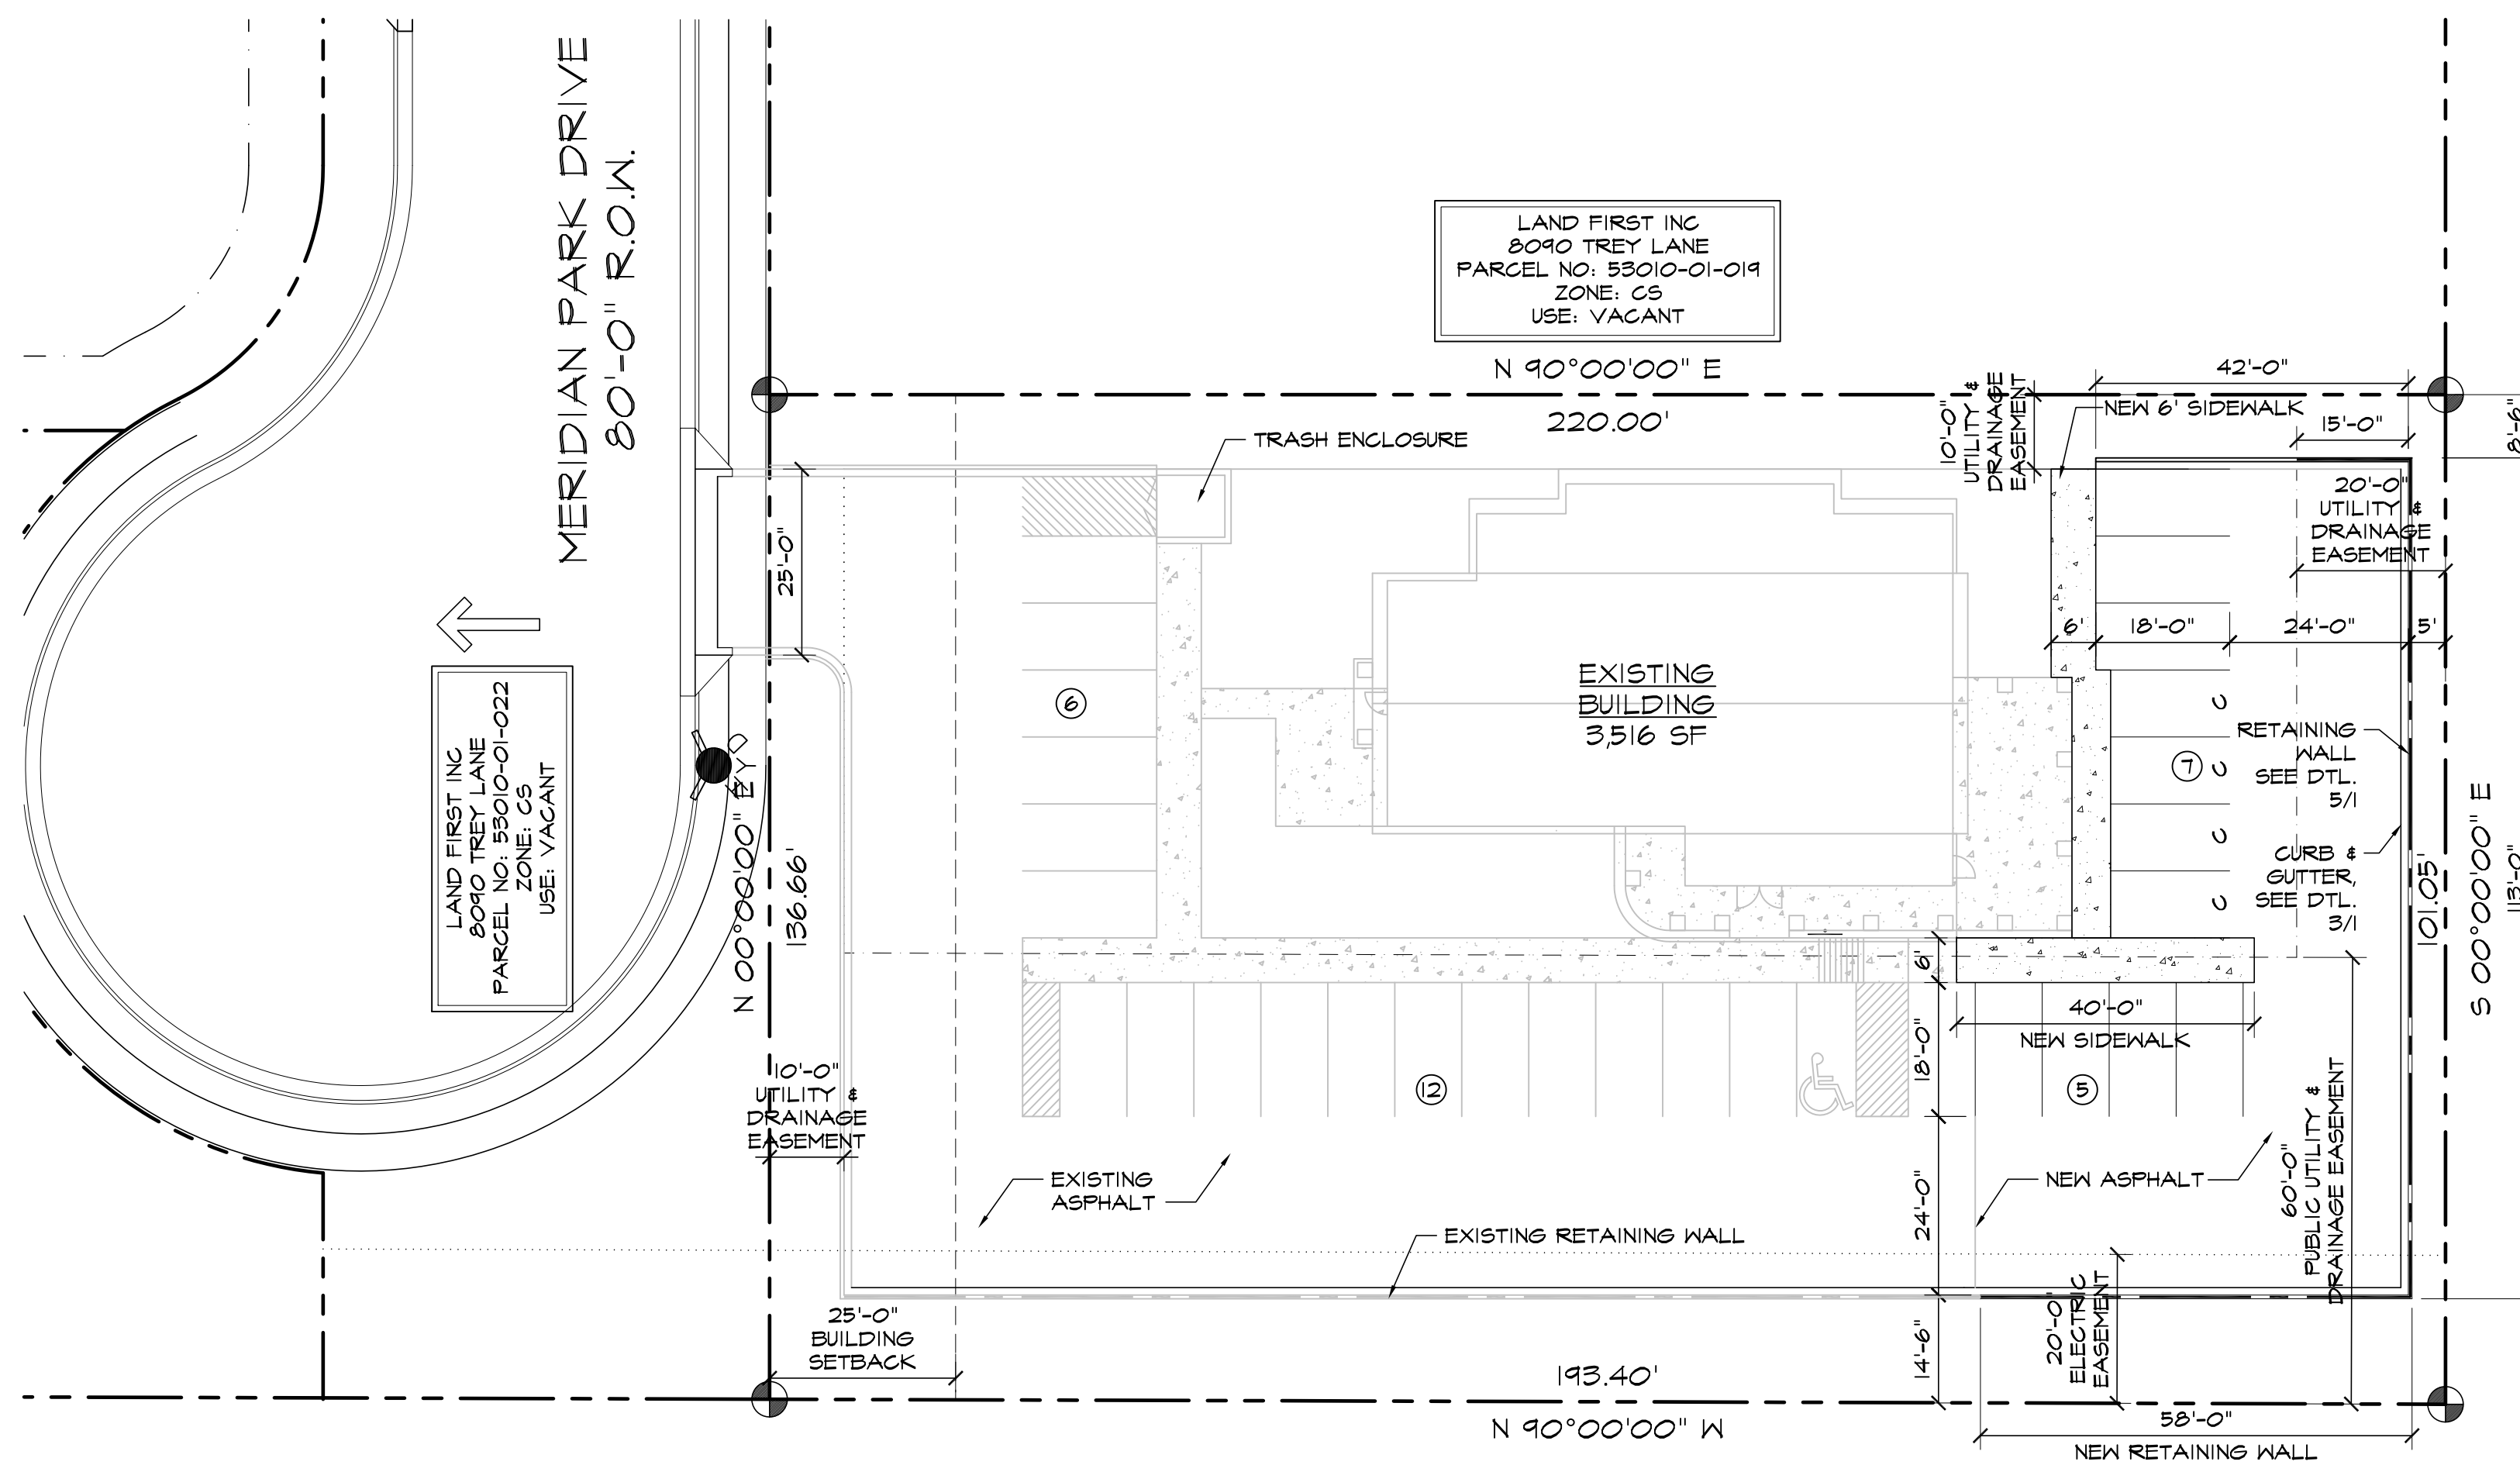 MERIDIAN PARK DRIVE
80'-0" R.O.W.
LAND FIRST INC
8090 TREY LANE
PARCEL NO: 53010-01-019
ZONE: CS
USE: VACANT
N 90°00'00" E
220.00'
42'-0"
15'-0"
8'-6"
NEW 6' SIDEWALK
10'-0"
UTILITY &
DRAINAGE
EASEMENT
TRASH ENCLOSURE
20'-0"
UTILITY &
DRAINAGE
EASEMENT
25'-0"
6'
18'-0"
24'-0"
5'
EXISTING
BUILDING
3,516 SF
6
7
C
C
C
C
RETAINING
WALL
SEE DTL.
5/1
CURB &
GUTTER,
SEE DTL.
3/1
LAND FIRST INC
8090 TREY LANE
PARCEL NO: 53010-01-022
ZONE: CS
USE: VACANT
N 00°00'00" E
136.66'
101.05'
S 00°00'00" E
113'-0"
6'
40'-0"
NEW SIDEWALK
18'-0"
12
5
10'-0"
UTILITY &
DRAINAGE
EASEMENT
EXISTING
ASPHALT
NEW ASPHALT
24'-0"
60'-0"
PUBLIC UTILITY &
DRAINAGE EASEMENT
EXISTING RETAINING WALL
20'-0"
ELECTRIC
EASEMENT
25'-0"
BUILDING
SETBACK
14'-6"
193.40'
N 90°00'00" W
58'-0"
NEW RETAINING WALL